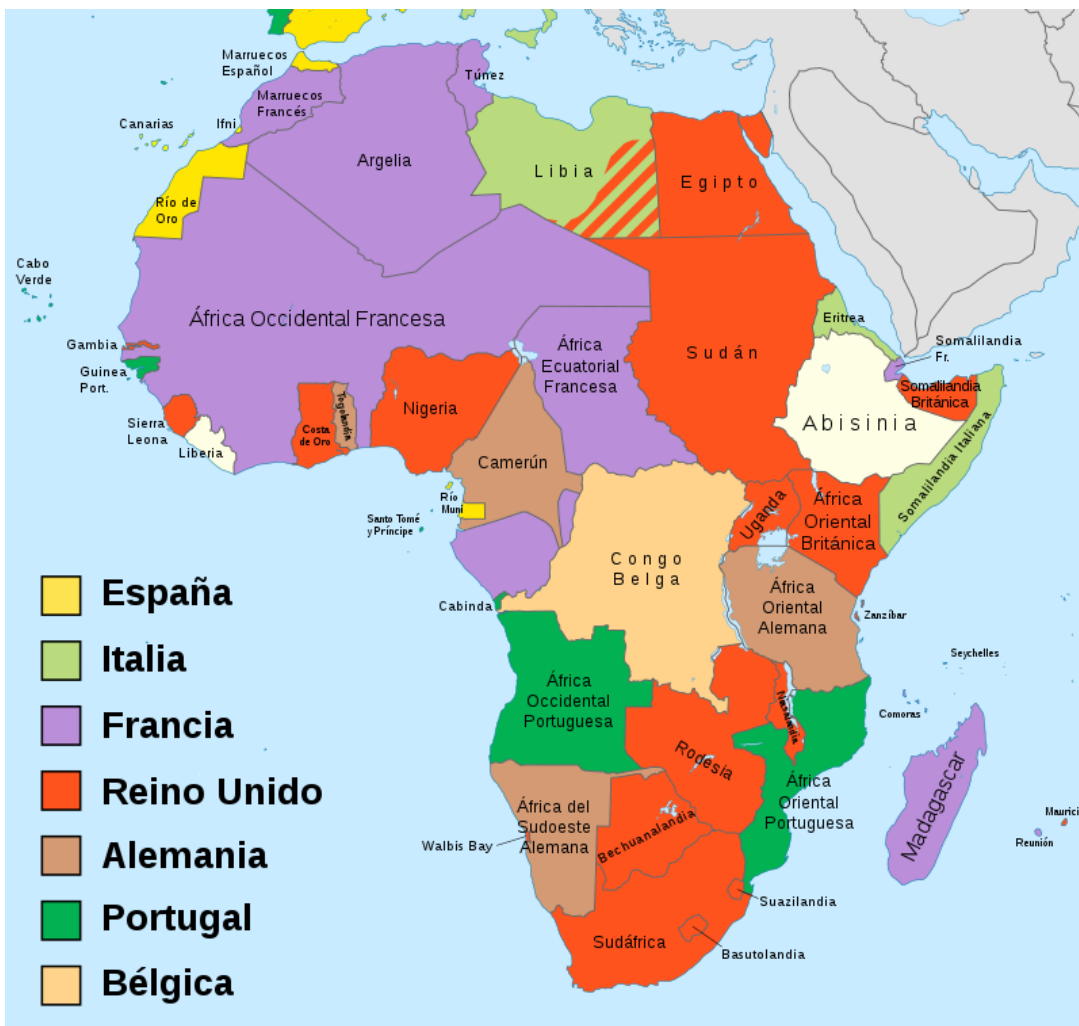 Marruecos
Español
Túnez
Marruecos
Francés
Canarias
Ifni
Argelia
Libia
Egipto
Río de
Oro
Cabo
Verde
África Occidental Francesa
Eritrea
Gambia
África
Ecuatorial
Francesa
Sudán
Somalilandia
Fr.
Guinea
Port.
Somalilandia
Británica
Nigeria
Togolandia
Abisinia
Sierra
Leona
Costa
de Oro
Liberia
Somalilandia Italiana
Camerún
Río
Muni
Uganda
África
Oriental
Británica
Santo Tomé
y Príncipe
Congo
Belga
España
Cabinda
África
Oriental
Alemana
Zanzíbar
Italia
Seychelles
África
Occidental
Portuguesa
Nasalandia
Comoras
Francia
Rodesia
Madagascar
Reino Unido
África
Oriental
Portuguesa
África del
Sudoeste
Alemana
Maurici
Bechuanalandia
Reunión
Walbis Bay
Alemania
Suazilandia
Portugal
Sudáfrica
Basutolandia
Bélgica